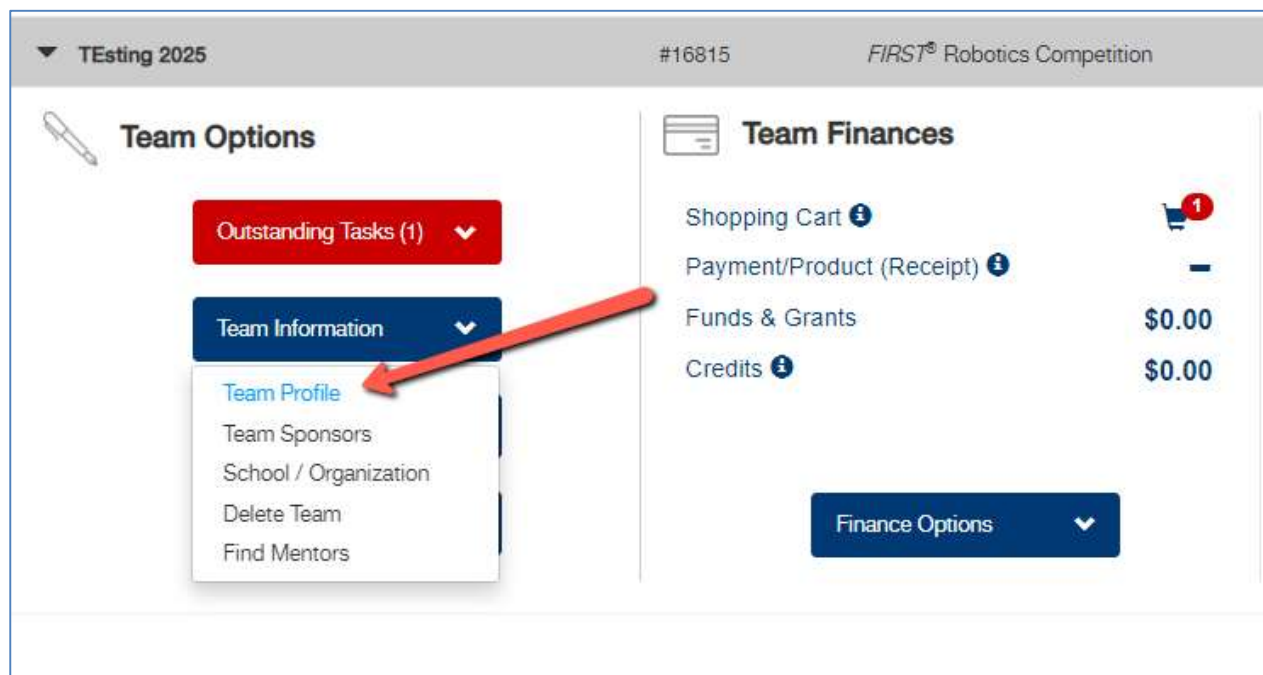 TEsting 2025 #16815 FIRST® Robotics Competition
Team Options
Outstanding Tasks (1)
Team Information
Team Profile
Team Sponsors
School / Organization
Delete Team
Find Mentors
Team Finances
Shopping Cart 1
Payment/Product (Receipt) –
Funds & Grants $0.00
Credits $0.00
Finance Options